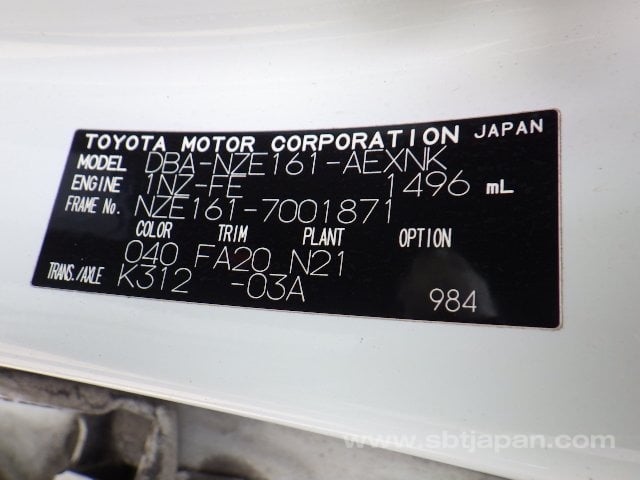 TOYOTA MOTOR CORPORATION JAPAN
MODEL DBA-NZE161-AEXNK
ENGINE 1NZ-FE 1496 mL
FRAME No. NZE161-7001871
COLOR TRIM PLANT OPTION
040 FA20 N21
TRANS./AXLE K312 -03A
984
www.sbtjapan.com